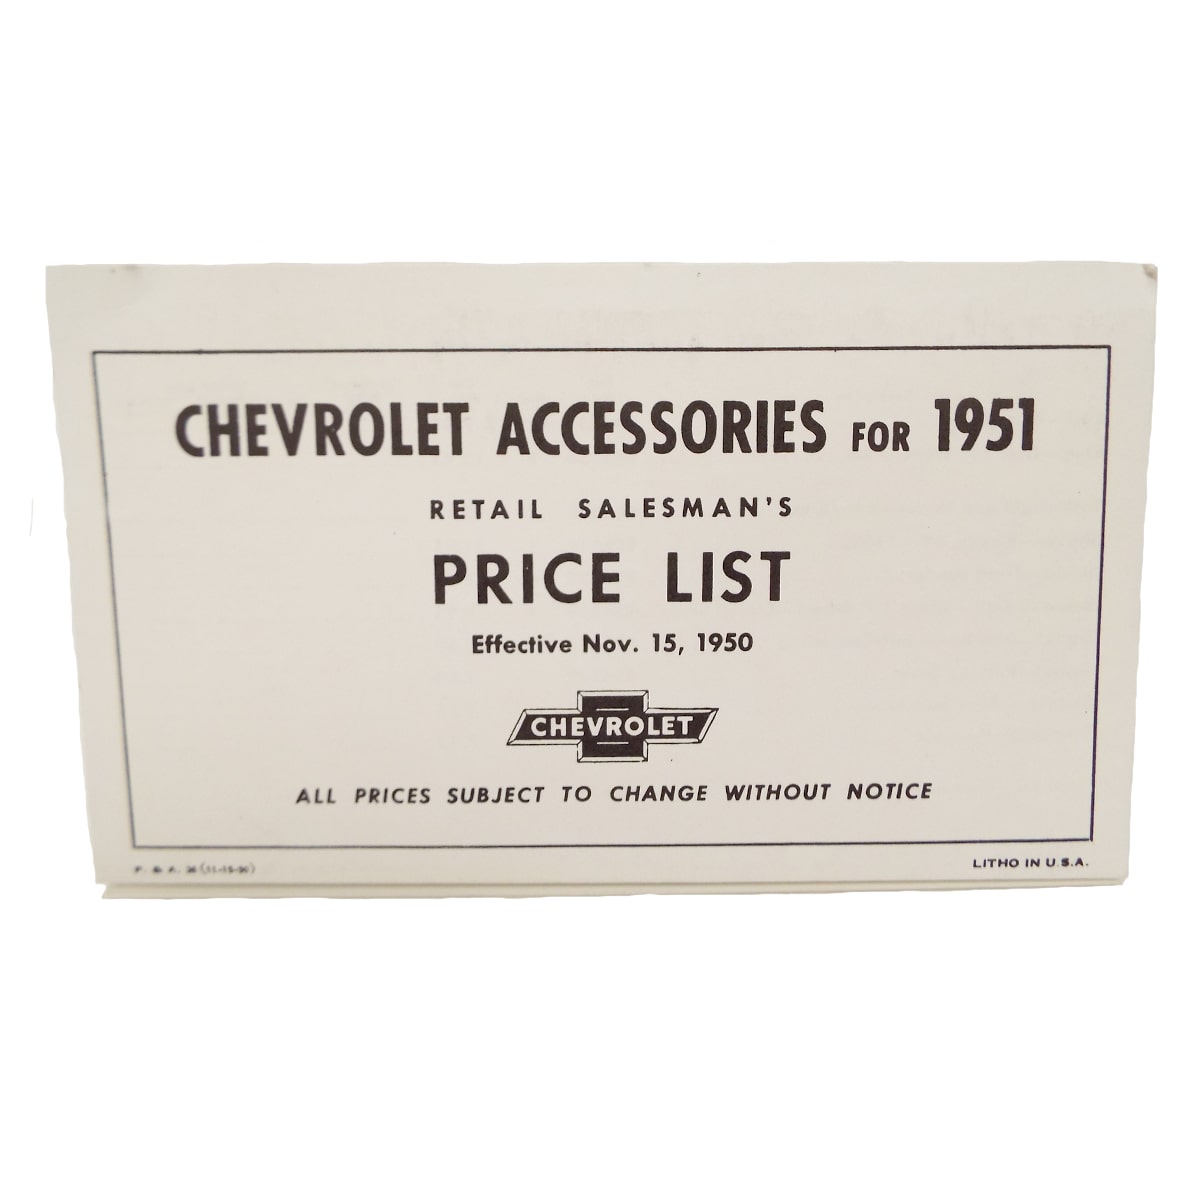 CHEVROLET ACCESSORIES FOR 1951
RETAIL SALESMAN'S
PRICE LIST
Effective Nov. 15, 1950
CHEVROLET
ALL PRICES SUBJECT TO CHANGE WITHOUT NOTICE
P. & A.
LITHO IN U.S.A.